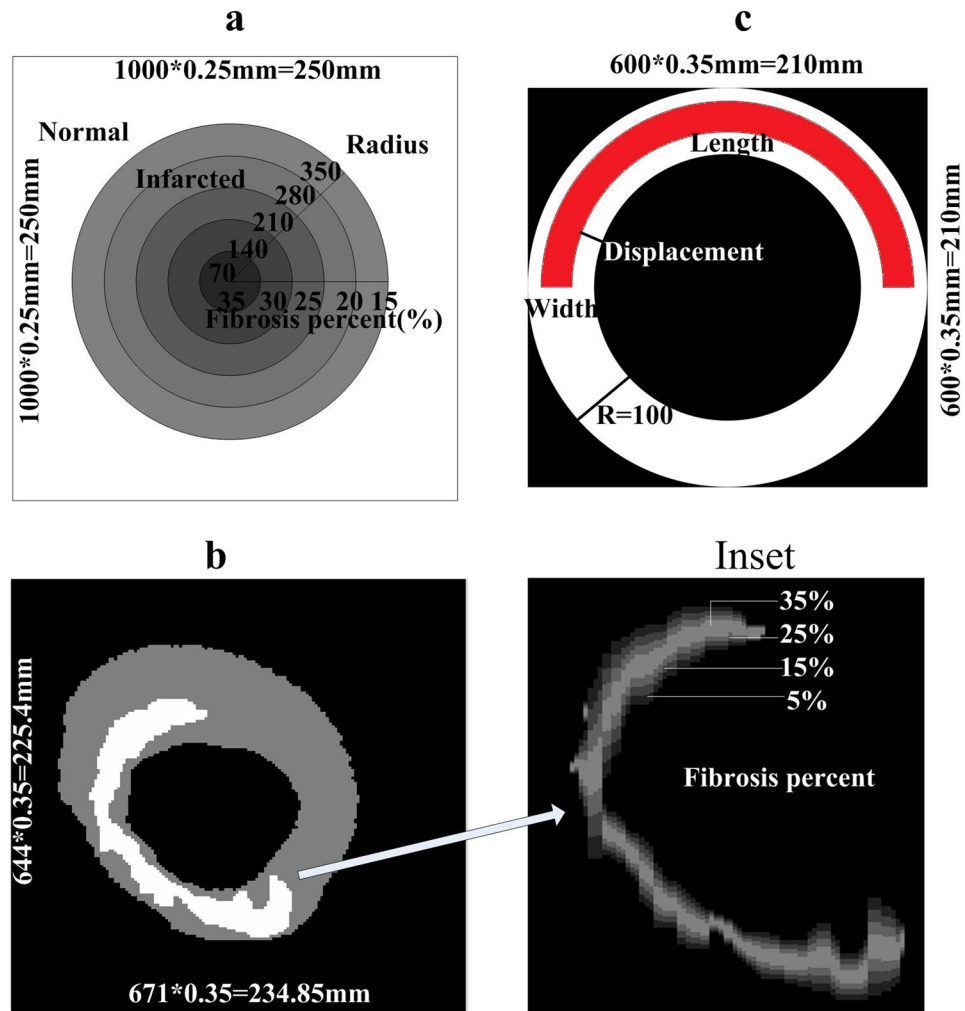 a
1000*0.25mm=250mm
1000*0.25mm=250mm
Normal
Radius
Infarcted
350
280
210
140
70
35 30 25 20 15
Fibrosis percent(%)
c
600*0.35mm=210mm
600*0.35mm=210mm
Length
Displacement
Width
R=100
b
644*0.35=225.4mm
671*0.35=234.85mm
Inset
35%
25%
15%
5%
Fibrosis percent